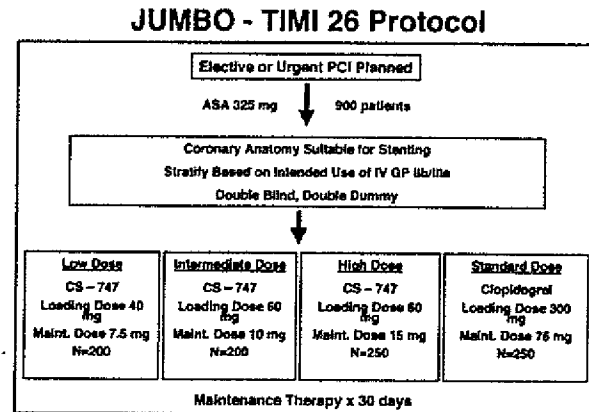 JUMBO - TIMI 26 Protocol
Elective or Urgent PCI Planned
ASA 325 mg
900 patients
Coronary Anatomy Suitable for Stenting
Stratify Based on Intended Use of IV GP IIb/IIIa
Double Blind, Double Dummy
Low Dose
CS – 747
Loading Dose 40
mg
Maint. Dose 7.5 mg
N=200
Intermediate Dose
CS – 747
Loading Dose 60
mg
Maint. Dose 10 mg
N=200
High Dose
CS – 747
Loading Dose 60
mg
Maint. Dose 15 mg
N=250
Standard Dose
Clopidogrel
Loading Dose 300
mg
Maint. Dose 75 mg
N=250
Maintenance Therapy x 30 days